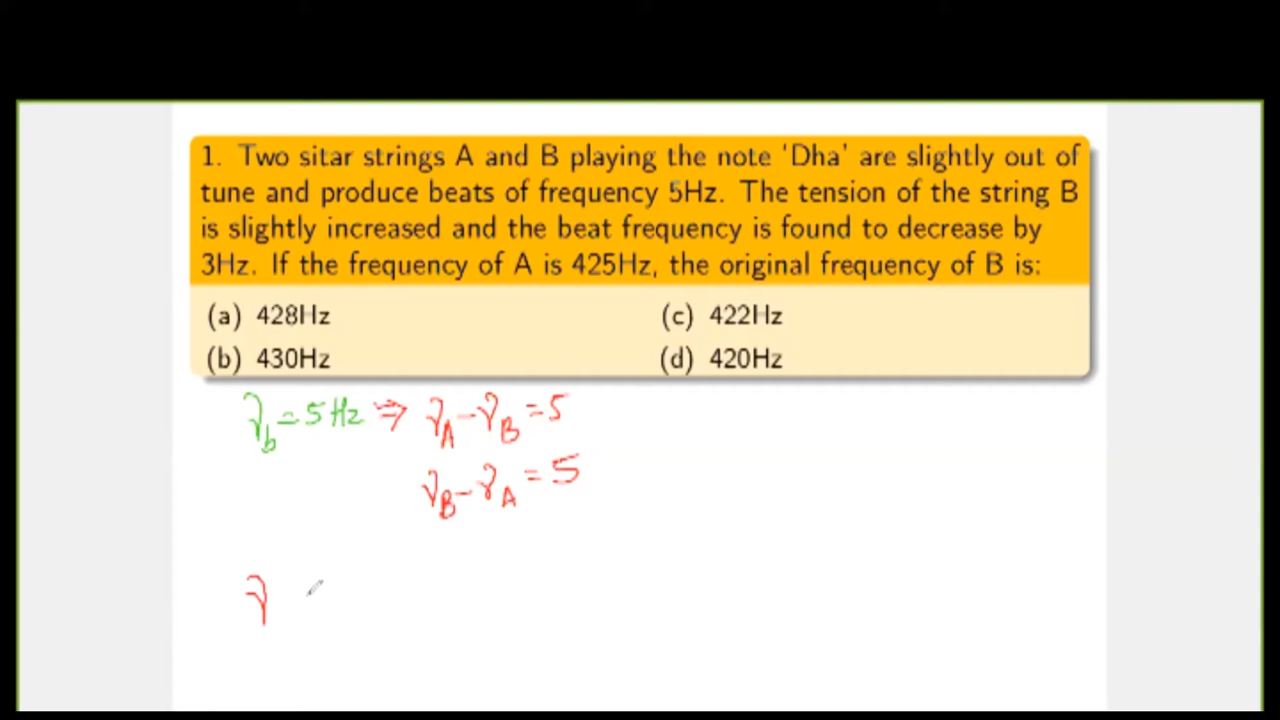 1. Two sitar strings A and B playing the note ‘Dha’ are slightly out of
tune and produce beats of frequency 5Hz. The tension of the string B
is slightly increased and the beat frequency is found to decrease by
3Hz. If the frequency of A is 425Hz, the original frequency of B is:
(a) 428Hz
(c) 422Hz
(b) 430Hz
(d) 420Hz
ν_b = 5 Hz ⇒ ν_A − ν_B = 5
ν_B − ν_A = 5
ν